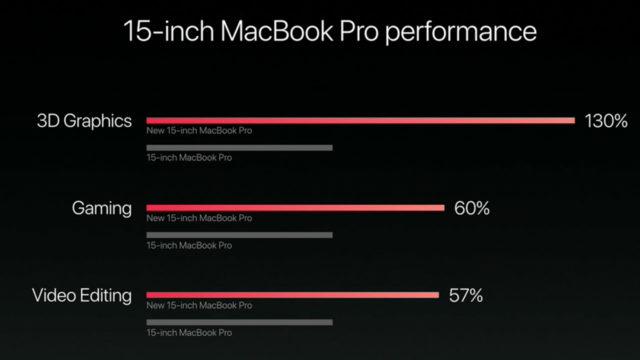 15-inch MacBook Pro performance
3D Graphics
130%
New 15-inch MacBook Pro
15-inch MacBook Pro
Gaming
60%
New 15-inch MacBook Pro
15-inch MacBook Pro
Video Editing
57%
New 15-inch MacBook Pro
15-inch MacBook Pro